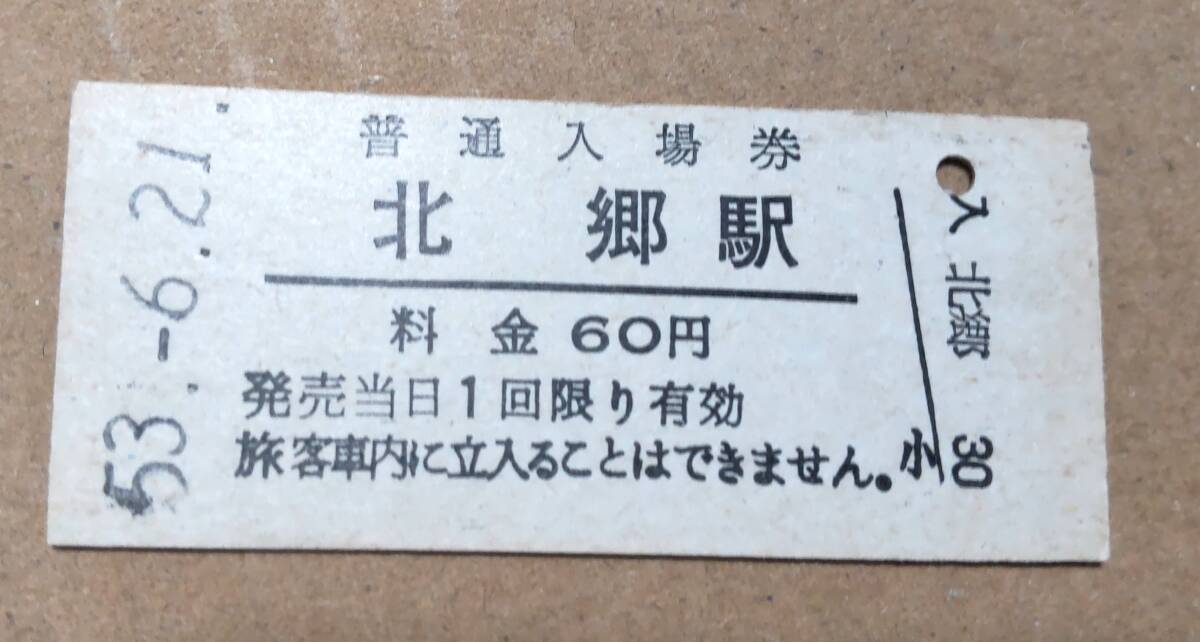 53.-6.21
普通入場券
北郷駅
料金60円
発売当日1回限り有効
旅客車内に立入ることはできません。
入 北郷
小 30